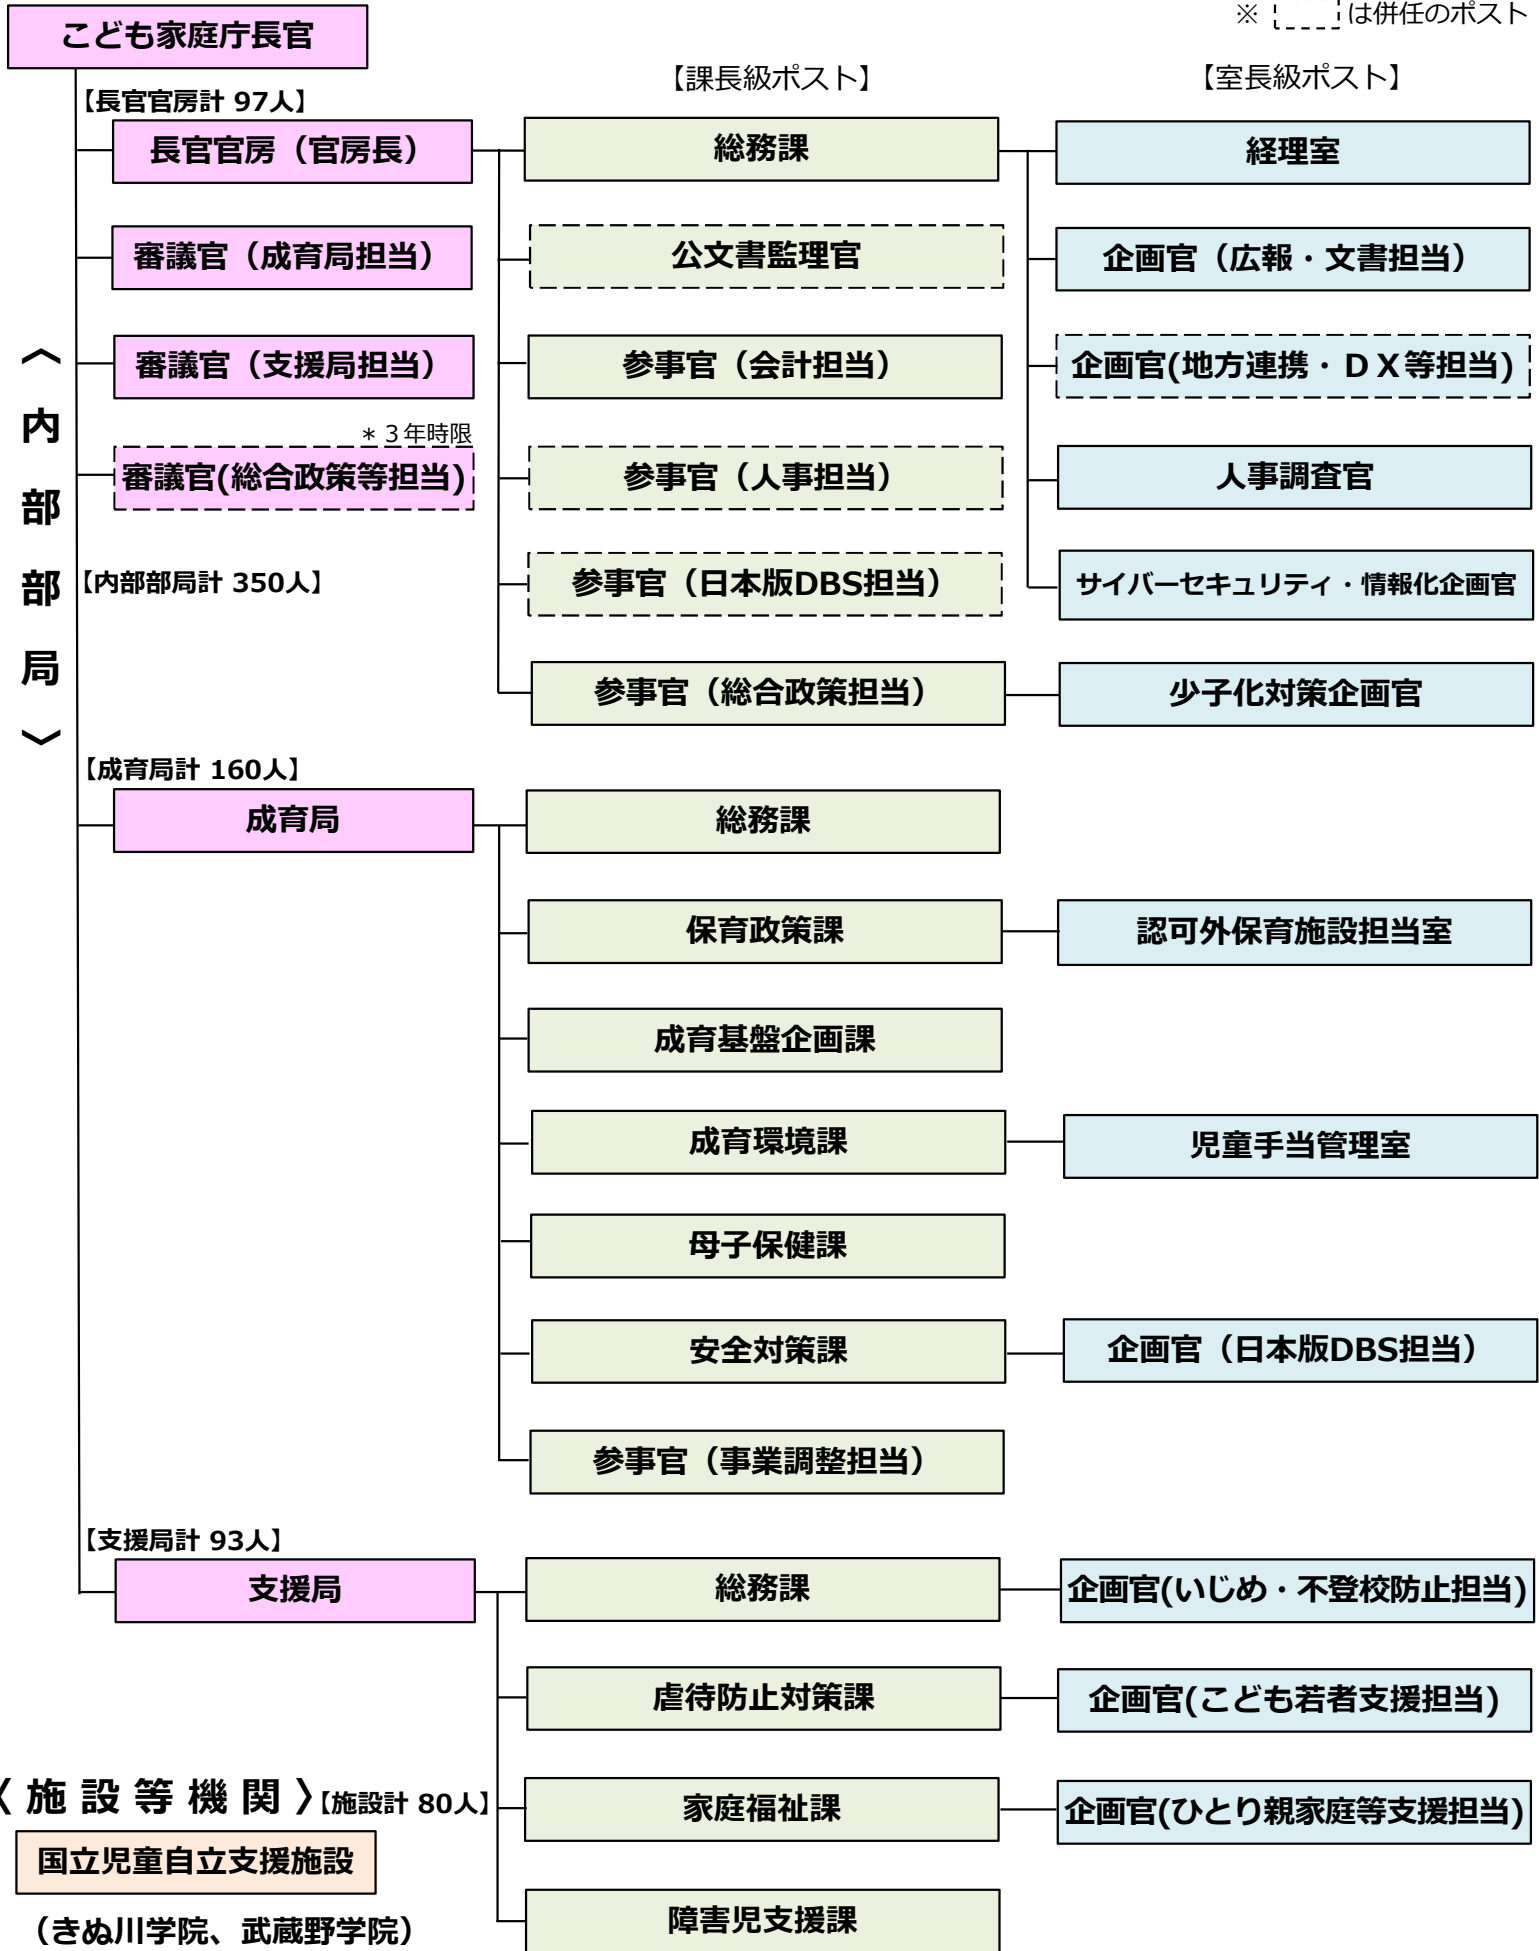 こども家庭庁長官
※ は併任のポスト
【課長級ポスト】
【室長級ポスト】
【長官官房計 97人】
長官官房（官房長）
総務課
経理室
審議官（成育局担当）
公文書監理官
企画官（広報・文書担当）
審議官（支援局担当）
参事官（会計担当）
企画官(地方連携・ＤＸ等担当)
＊３年時限
審議官(総合政策等担当)
参事官（人事担当）
人事調査官
〈内部部局〉
【内部部局計 350人】
参事官（日本版DBS担当）
サイバーセキュリティ・情報化企画官
参事官（総合政策担当）
少子化対策企画官
【成育局計 160人】
成育局
総務課
保育政策課
認可外保育施設担当室
成育基盤企画課
成育環境課
児童手当管理室
母子保健課
安全対策課
企画官（日本版DBS担当）
参事官（事業調整担当）
【支援局計 93人】
支援局
総務課
企画官(いじめ・不登校防止担当)
虐待防止対策課
企画官(こども若者支援担当)
〈施設等機関〉【施設計 80人】
家庭福祉課
企画官(ひとり親家庭等支援担当)
国立児童自立支援施設
（きぬ川学院、武蔵野学院）
障害児支援課